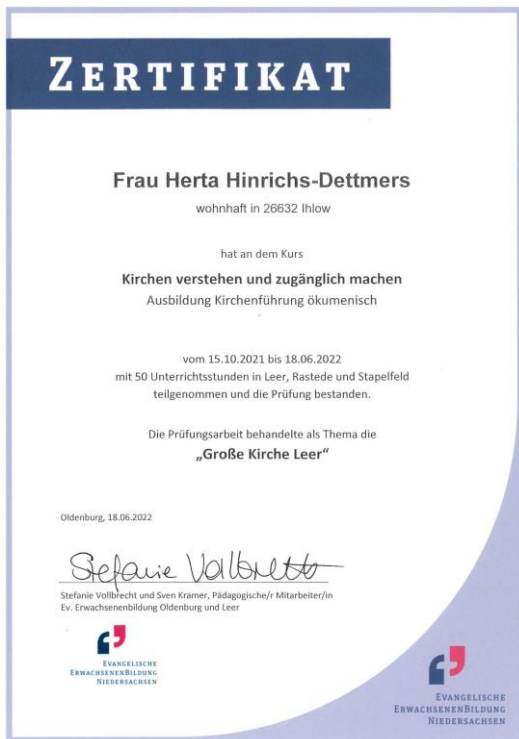 ZERTIFIKAT
Frau Herta Hinrichs-Dettmers
wohnhaft in 26632 Ihlow
hat an dem Kurs
Kirchen verstehen und zugänglich machen
Ausbildung Kirchenführung ökumenisch
vom 15.10.2021 bis 18.06.2022
mit 50 Unterrichtsstunden in Leer, Rastede und Stapelfeld
teilgenommen und die Prüfung bestanden.
Die Prüfungsarbeit behandelte als Thema die
„Große Kirche Leer“
Oldenburg, 18.06.2022
Stefanie Vollbrecht
Stefanie Vollbrecht und Sven Kramer, Pädagogische/r Mitarbeiter/in
Ev. Erwachsenenbildung Oldenburg und Leer
EVANGELISCHE
ERWACHSENENBILDUNG
NIEDERSACHSEN
EVANGELISCHE
ERWACHSENENBILDUNG
NIEDERSACHSEN